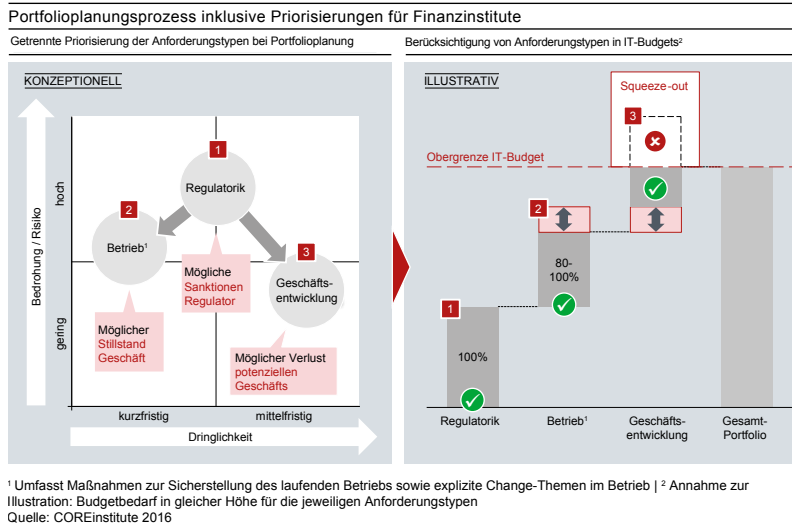 Portfolioplanungsprozess inklusive Priorisierungen für Finanzinstitute
Getrennte Priorisierung der Anforderungstypen bei Portfolioplanung
KONZEPTIONELL
Bedrohung / Risiko
hoch
gering
1
Regulatorik
2
Betrieb¹
3
Geschäfts-
entwicklung
Mögliche
Sanktionen
Regulator
Möglicher
Stillstand
Geschäft
Möglicher Verlust
potenziellen
Geschäfts
kurzfristig
mittelfristig
Dringlichkeit
Berücksichtigung von Anforderungstypen in IT-Budgets²
ILLUSTRATIV
Squeeze-out
3
Obergrenze IT-Budget
2
80-
100%
1
100%
Regulatorik
Betrieb¹
Geschäfts-
entwicklung
Gesamt-
Portfolio
¹ Umfasst Maßnahmen zur Sicherstellung des laufenden Betriebs sowie explizite Change-Themen im Betrieb | ² Annahme zur
Illustration: Budgetbedarf in gleicher Höhe für die jeweiligen Anforderungstypen
Quelle: COREinstitute 2016